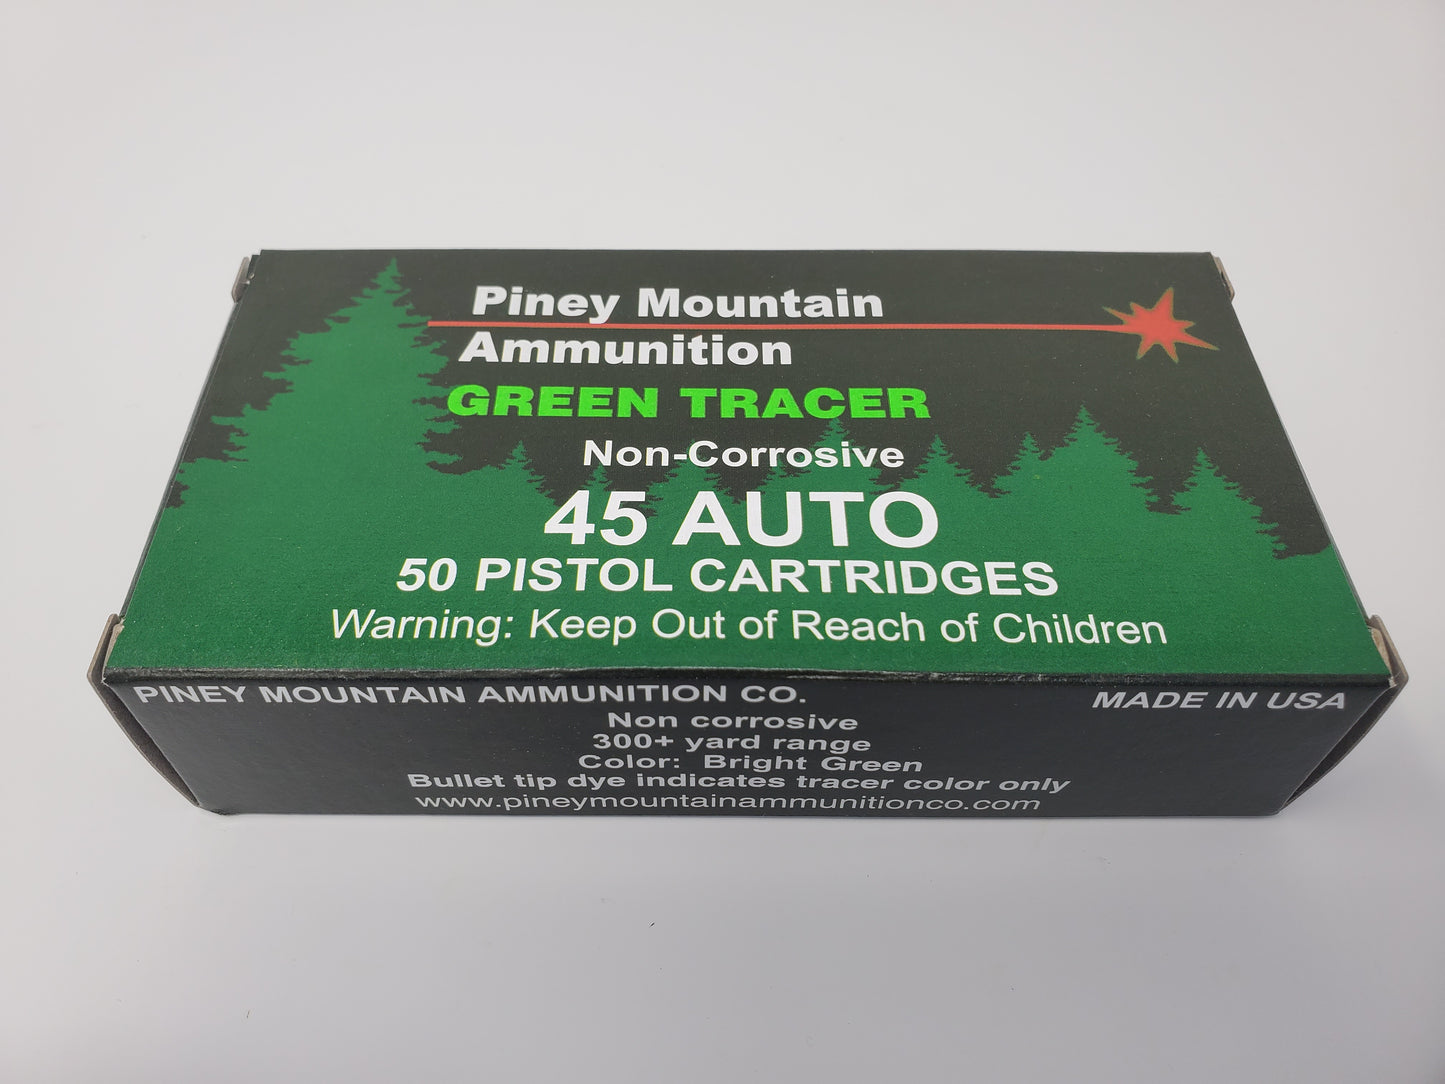 Piney Mountain
Ammunition
GREEN TRACER
Non-Corrosive
45 AUTO
50 PISTOL CARTRIDGES
Warning: Keep Out of Reach of Children
PINEY MOUNTAIN AMMUNITION CO. MADE IN USA
Non corrosive
300+ yard range
Color: Bright Green
Bullet tip dye indicates tracer color only
www.pineymountainammunitionco.com